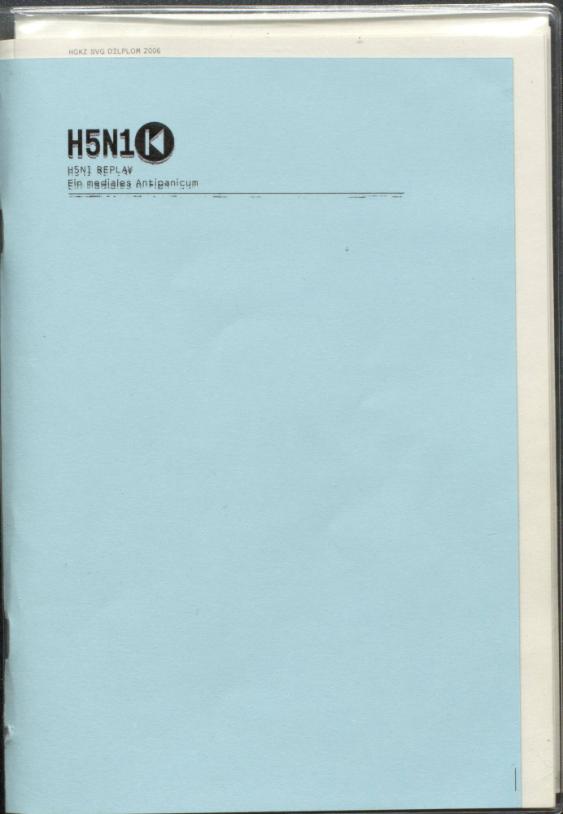 HGKZ SVG DIPLOM 2006
H5N1
H5N1 REPLAY
Ein mediales Antipanicum